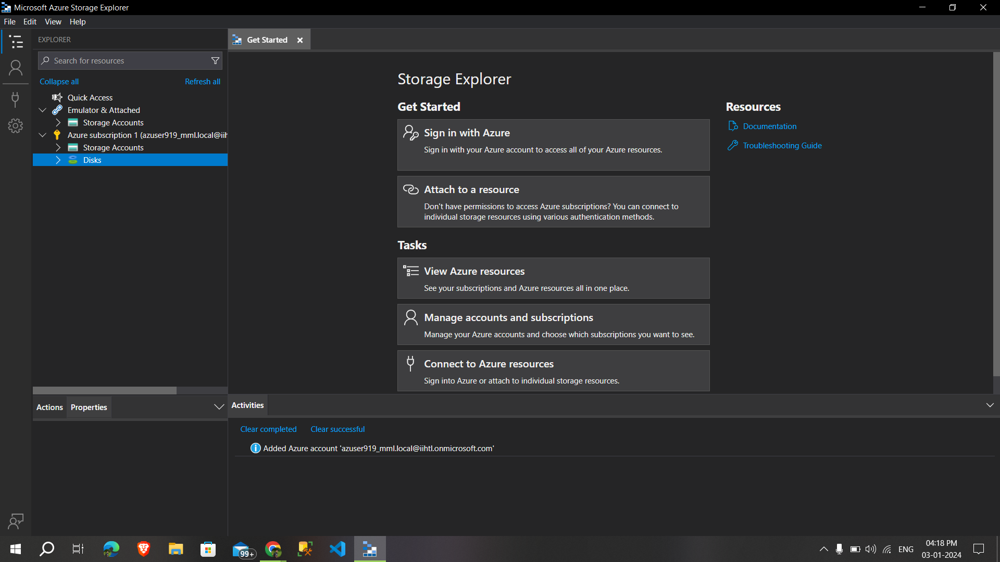 Microsoft Azure Storage Explorer
File Edit View Help
EXPLORER
Get Started
Search for resources
Collapse all Refresh all
Quick Access
Emulator & Attached
Storage Accounts
Azure subscription 1 (azuser919_mml.local@iih
Storage Accounts
Disks
Storage Explorer
Get Started
Sign in with Azure
Sign in with your Azure account to access all of your Azure resources.
Attach to a resource
Don't have permissions to access Azure subscriptions? You can connect to
individual storage resources using various authentication methods.
Tasks
View Azure resources
See your subscriptions and Azure resources all in one place.
Manage accounts and subscriptions
Manage your Azure accounts and choose which subscriptions you want to see.
Connect to Azure resources
Sign into Azure or attach to individual storage resources.
Resources
Documentation
Troubleshooting Guide
Actions Properties
Activities
Clear completed Clear successful
Added Azure account 'azuser919_mml.local@iihtl.onmicrosoft.com'
99+
ENG
04:18 PM
03-01-2024